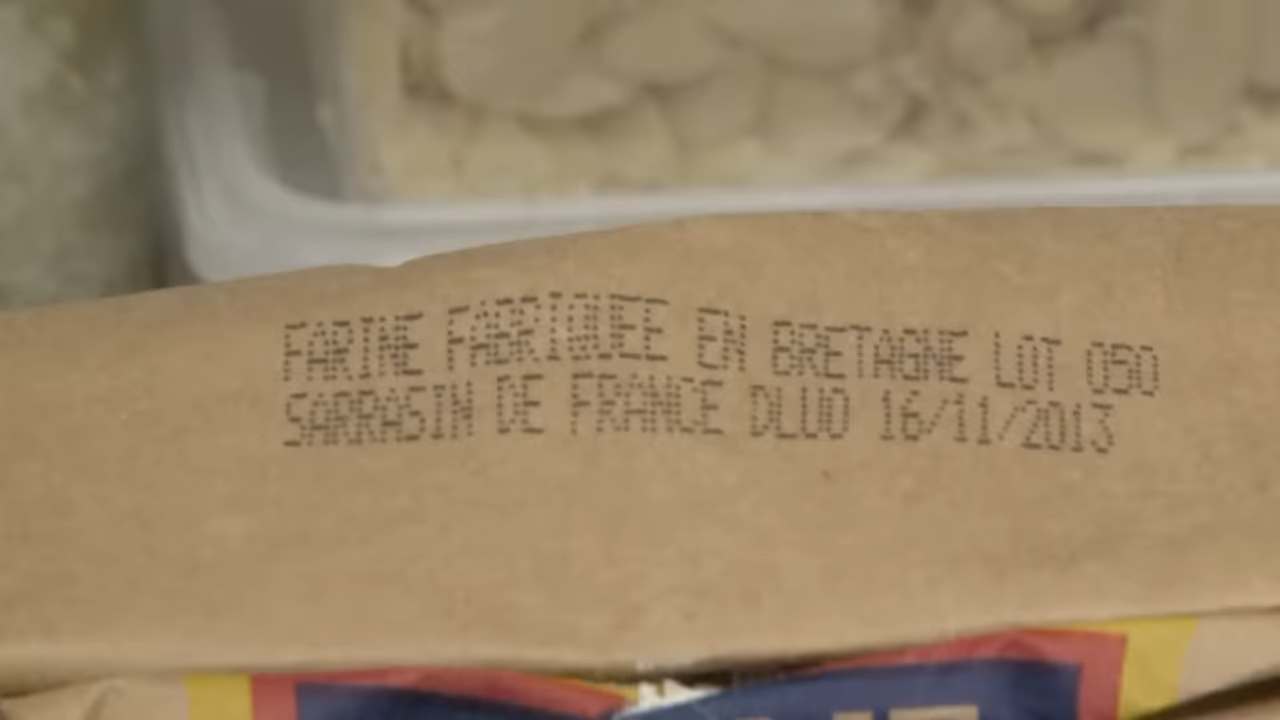 FARINE FABRIQUEE EN BRETAGNE LOT 050
SARRASIN DE FRANCE DLUO 16/11/2013